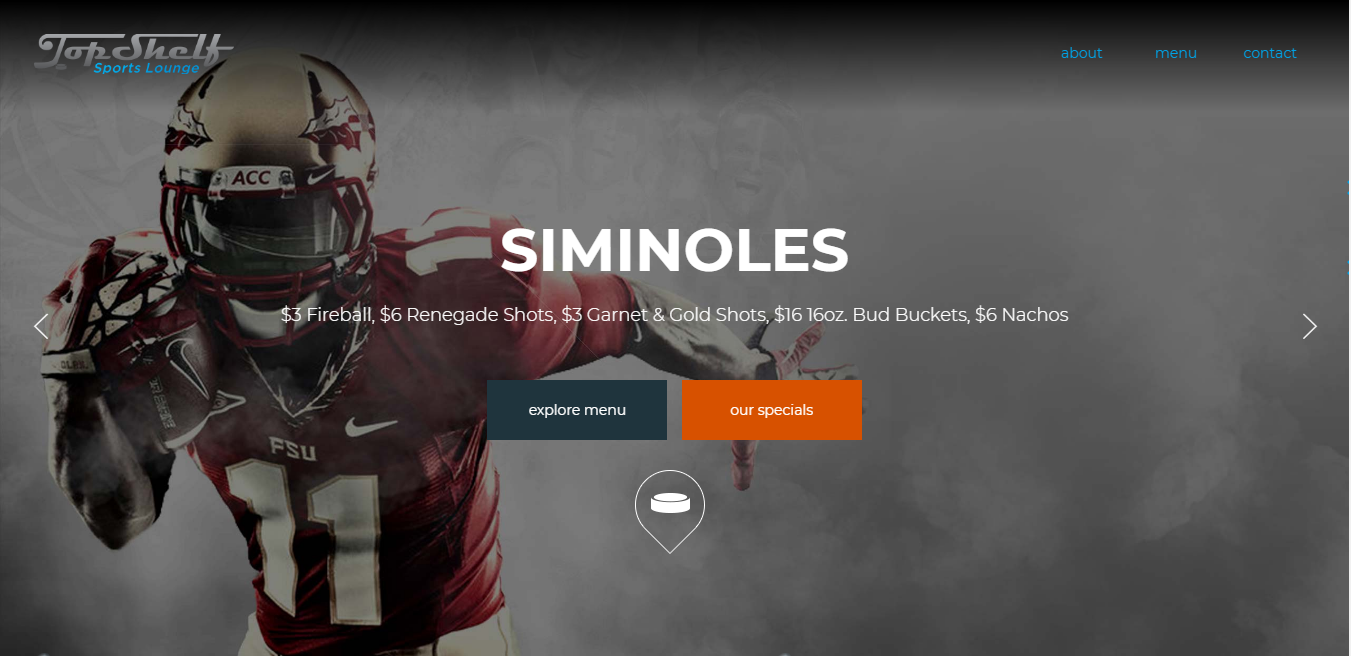 TopShelf
Sports Lounge
about
menu
contact
ACC
SIMINOLES
$3 Fireball, $6 Renegade Shots, $3 Garnet & Gold Shots, $16 16oz. Bud Buckets, $6 Nachos
explore menu
our specials
FSU
11